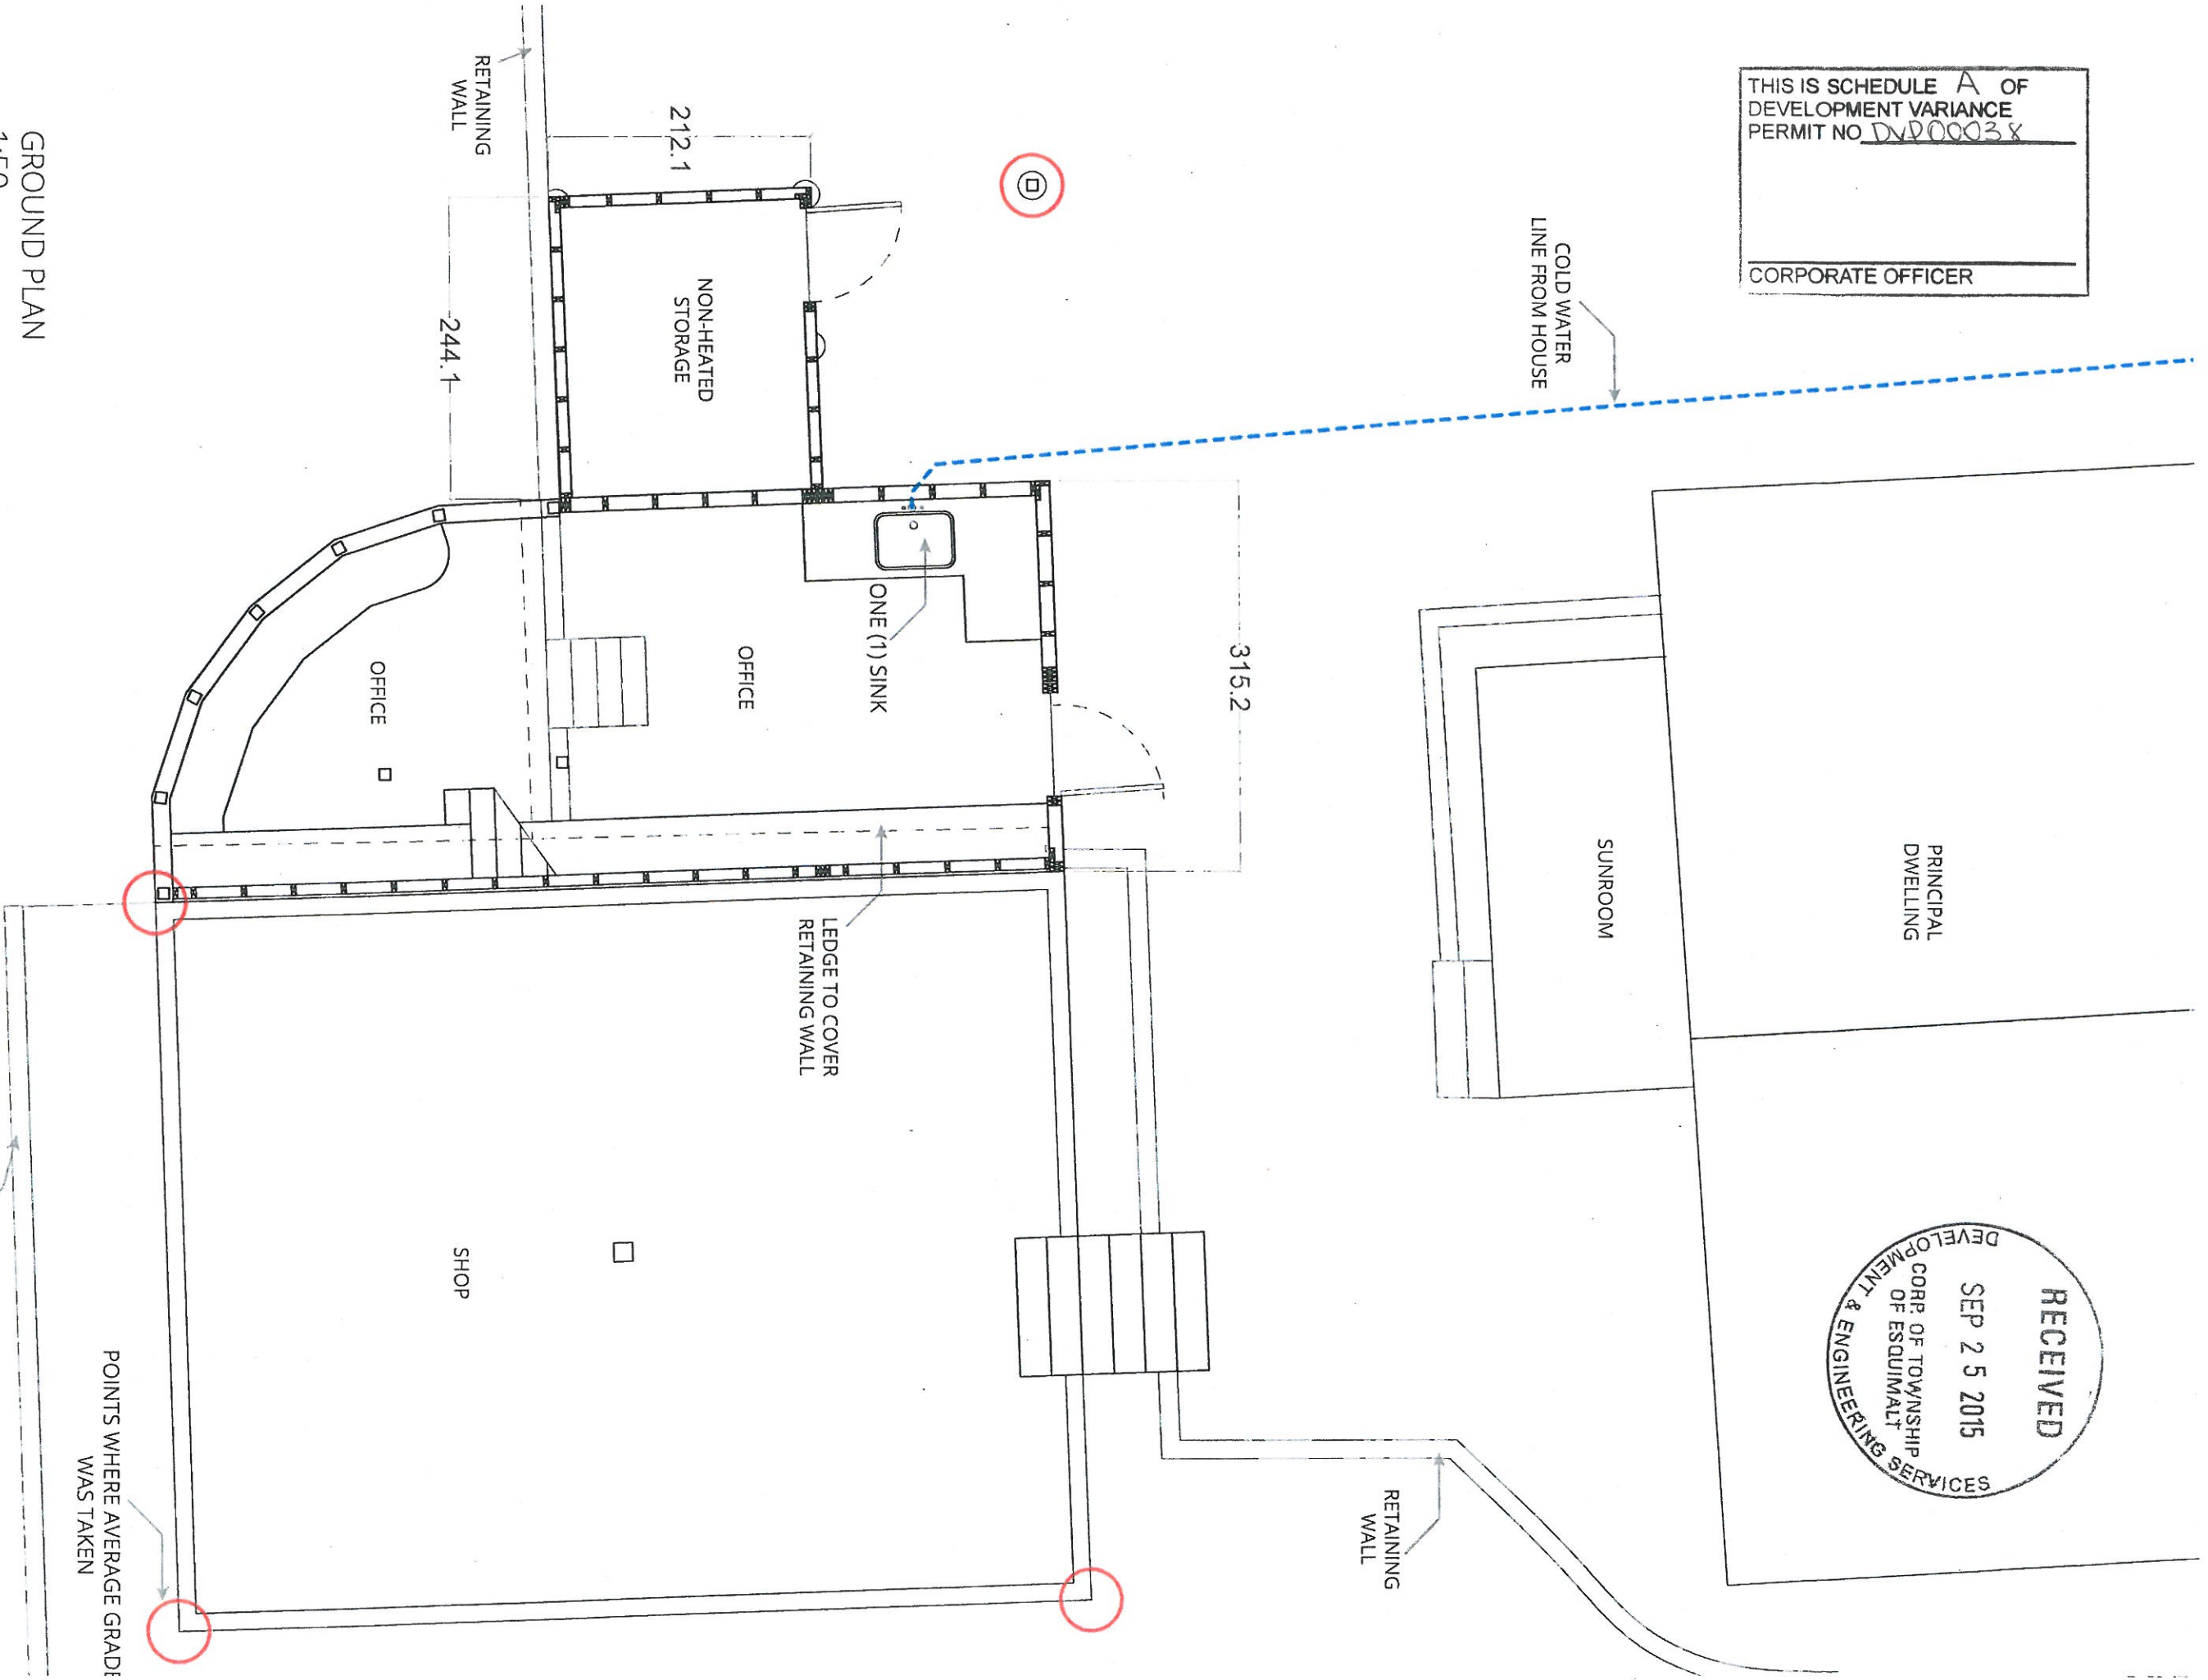 THIS IS SCHEDULE A OF
DEVELOPMENT VARIANCE
PERMIT NO DVP00038
CORPORATE OFFICER
COLD WATER
LINE FROM HOUSE
RETAINING
WALL
212.1
244.1
NON-HEATED
STORAGE
315.2
ONE (1) SINK
OFFICE
OFFICE
PRINCIPAL
DWELLING
SUNROOM
LEDGE TO COVER
RETAINING WALL
SHOP
RETAINING
WALL
POINTS WHERE AVERAGE GRADE
WAS TAKEN
RECEIVED
SEP 25 2015
CORP. OF TOWNSHIP
OF ESQUIMALT
DEVELOPMENT & ENGINEERING SERVICES
GROUND PLAN